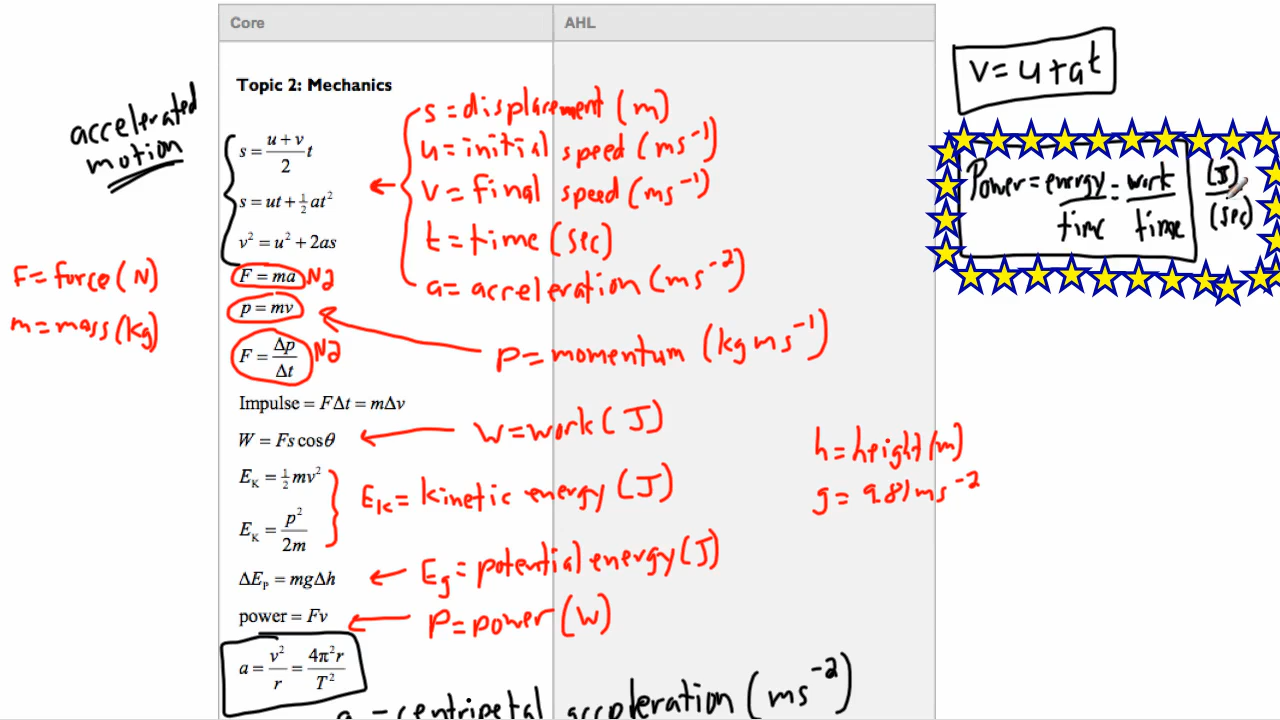 Core
AHL
Topic 2: Mechanics
accelerated
motion
s = (u + v)/2 t
s = ut + ½at²
v² = u² + 2as
F = ma N2
p = mv
F = Δp/Δt N2
Impulse = FΔt = mΔv
W = Fs cosθ
E_K = ½mv²
E_K = p²/2m
ΔE_P = mgΔh
power = Fv
a = v²/r = 4π²r/T²
s = displacement (m)
u = initial speed (ms⁻¹)
v = final speed (ms⁻¹)
t = time (sec)
a = acceleration (ms⁻²)
F = force (N)
m = mass (kg)
p = momentum (kg ms⁻¹)
W = work (J)
Ek = kinetic energy (J)
Eg = potential energy (J)
P = power (W)
a = centripetal acceleration (ms⁻²)
h = height (m)
g = 9.81 ms⁻²
v = u + at
Power = energy/time = work/time (J)/(sec)